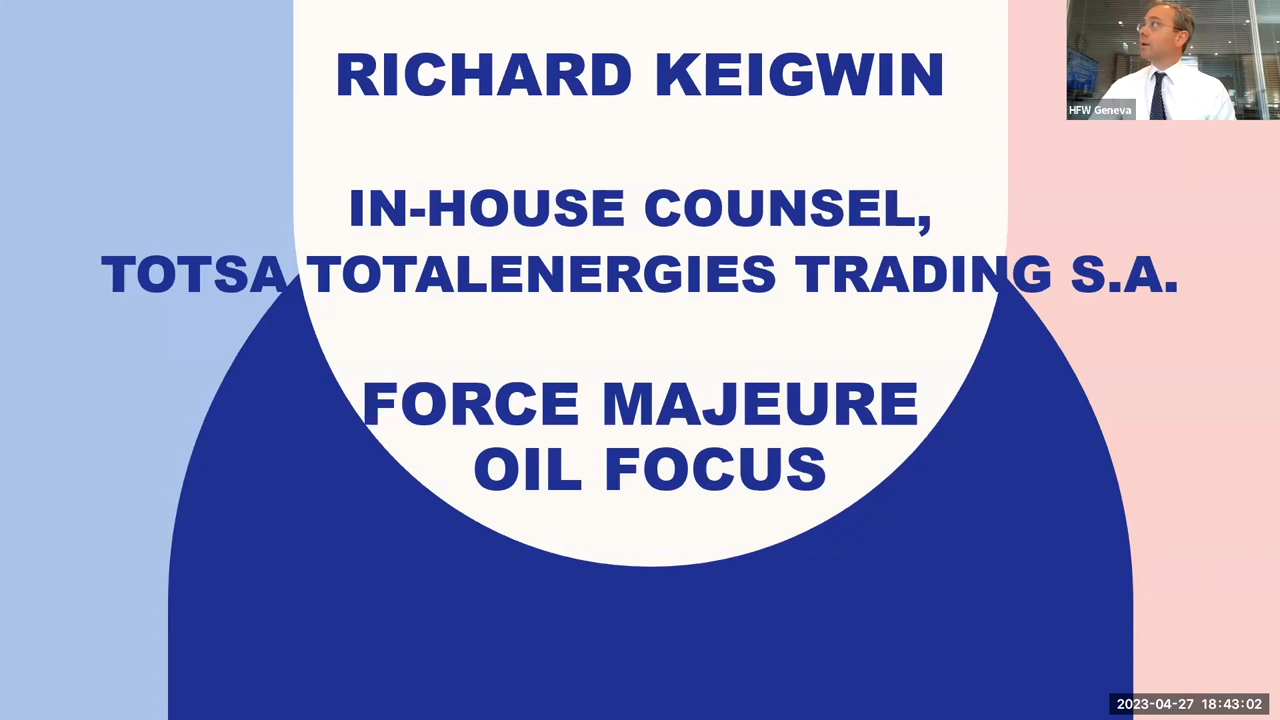 RICHARD KEIGWIN
HFW Geneva
IN-HOUSE COUNSEL,
TOTSA TOTALENERGIES TRADING S.A.
FORCE MAJEURE
OIL FOCUS
2023-04-27 18:43:02